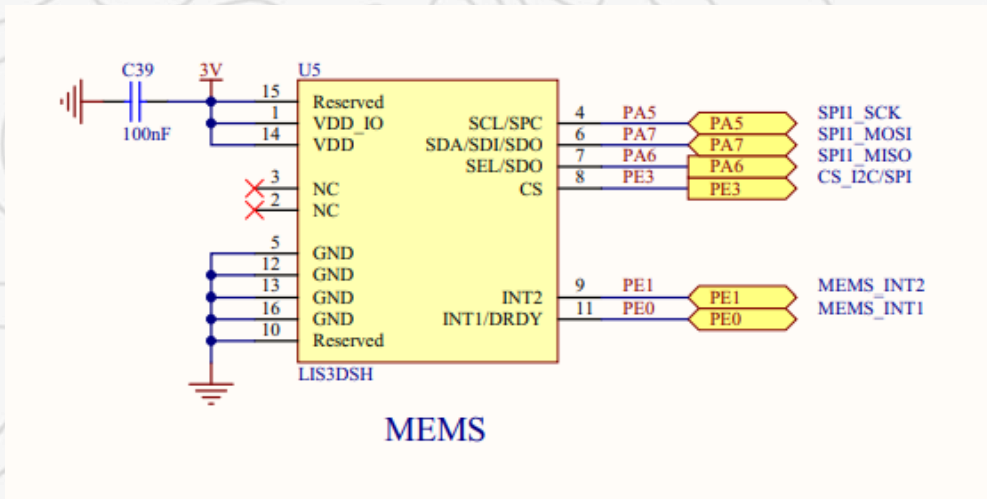 C39
3V
U5
100nF
15 Reserved
1 VDD_IO
14 VDD
3 NC
2 NC
5 GND
12 GND
13 GND
16 GND
10 Reserved
SCL/SPC 4 PA5 PA5 SPI1_SCK
SDA/SDI/SDO 6 PA7 PA7 SPI1_MOSI
SEL/SDO 7 PA6 PA6 SPI1_MISO
CS 8 PE3 PE3 CS_I2C/SPI
INT2 9 PE1 PE1 MEMS_INT2
INT1/DRDY 11 PE0 PE0 MEMS_INT1
LIS3DSH
MEMS